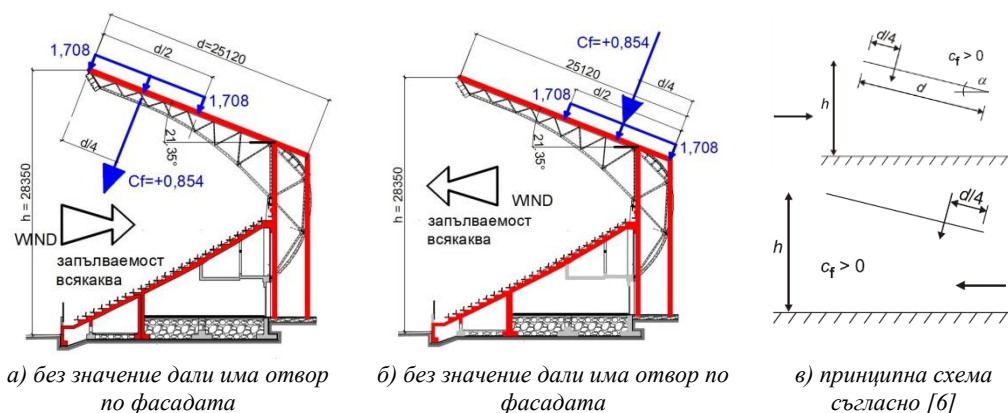 1,708
d/2
d=25120
1,708
d/4
Cf=+0,854
21.35°
h = 28350
WIND
запълваемост
всякаква
а) без значение дали има отвор
по фасадата
Cf=+0,854
25120
d/4
d/2
1,708
1,708
21.35°
h = 28350
WIND
запълваемост
всякаква
б) без значение дали има отвор по
фасадата
d/4
cf > 0
α
d
h
d/4
h
cf > 0
в) принципна схема
съгласно [6]